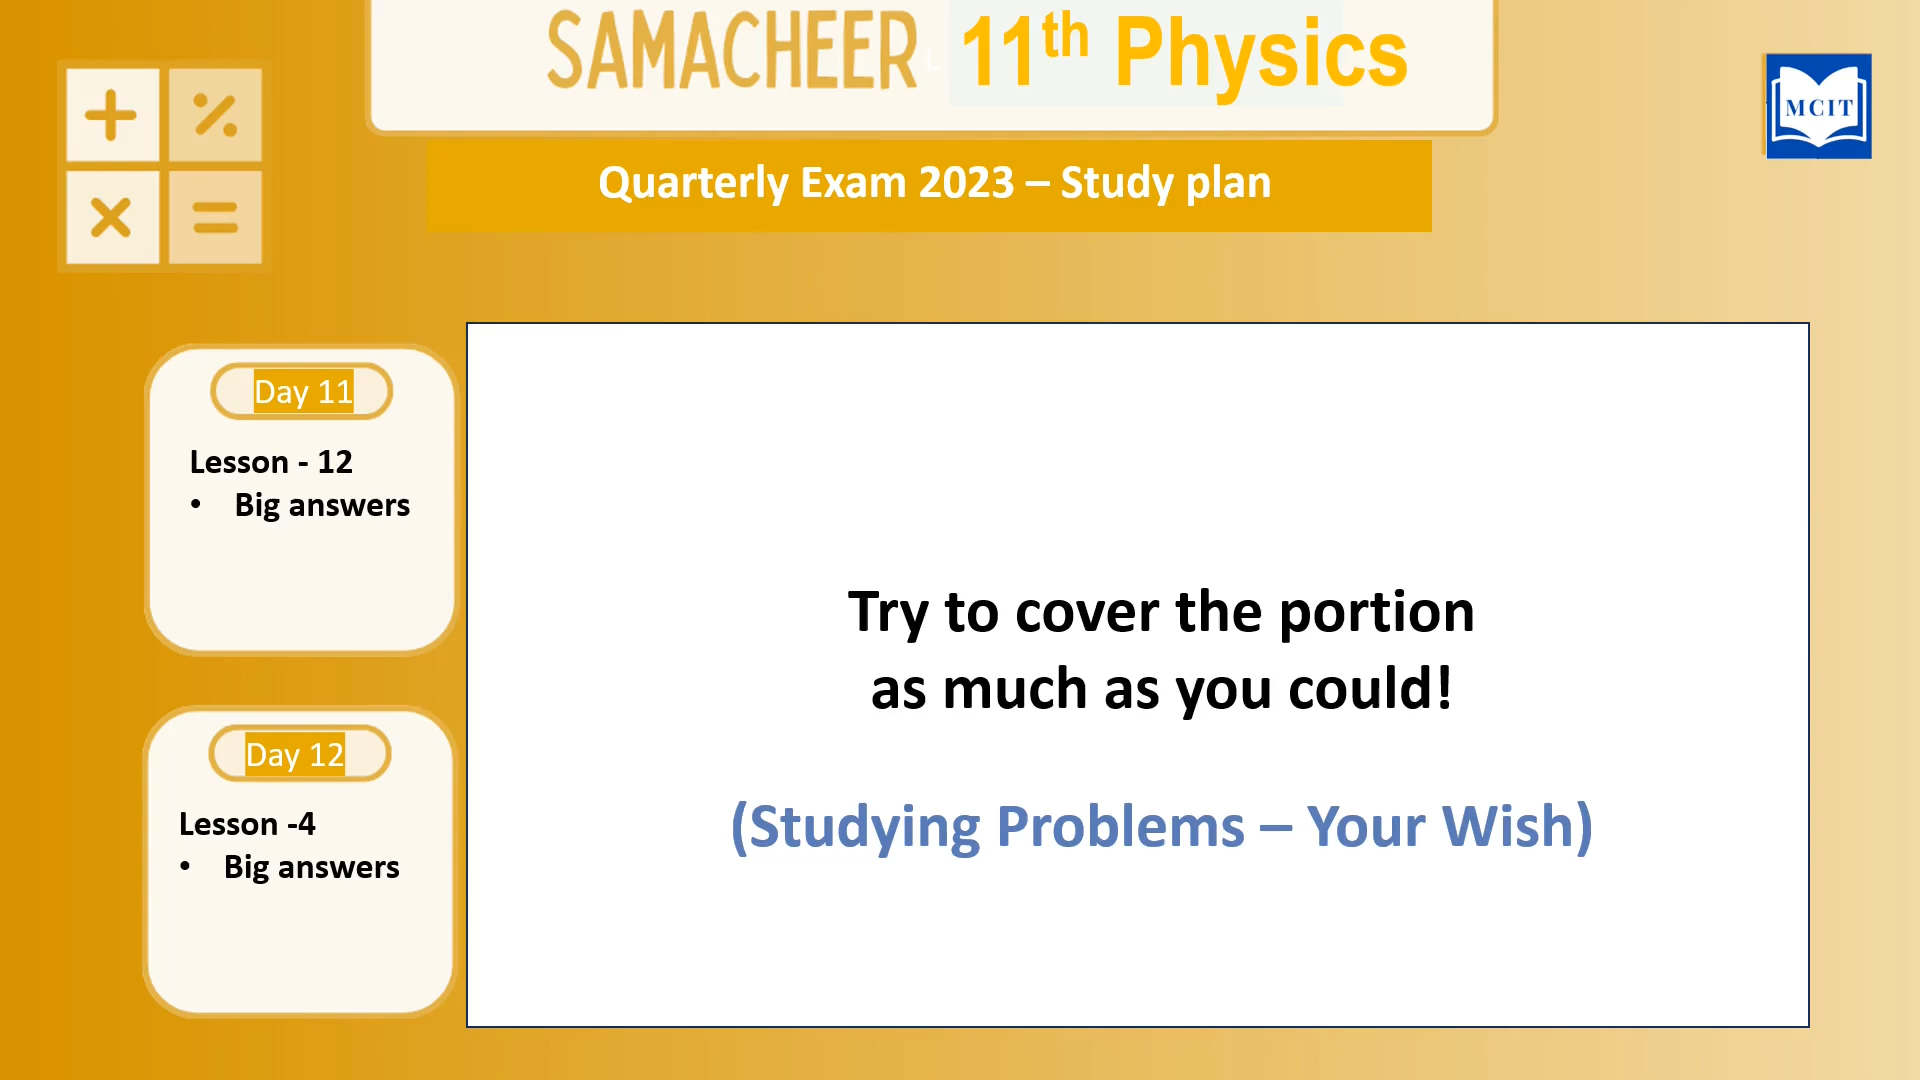 SAMACHEER 11th Physics
MCIT
Quarterly Exam 2023 – Study plan
Day 11
Lesson - 12
• Big answers
Day 12
Lesson -4
• Big answers
Try to cover the portion
as much as you could!
(Studying Problems – Your Wish)